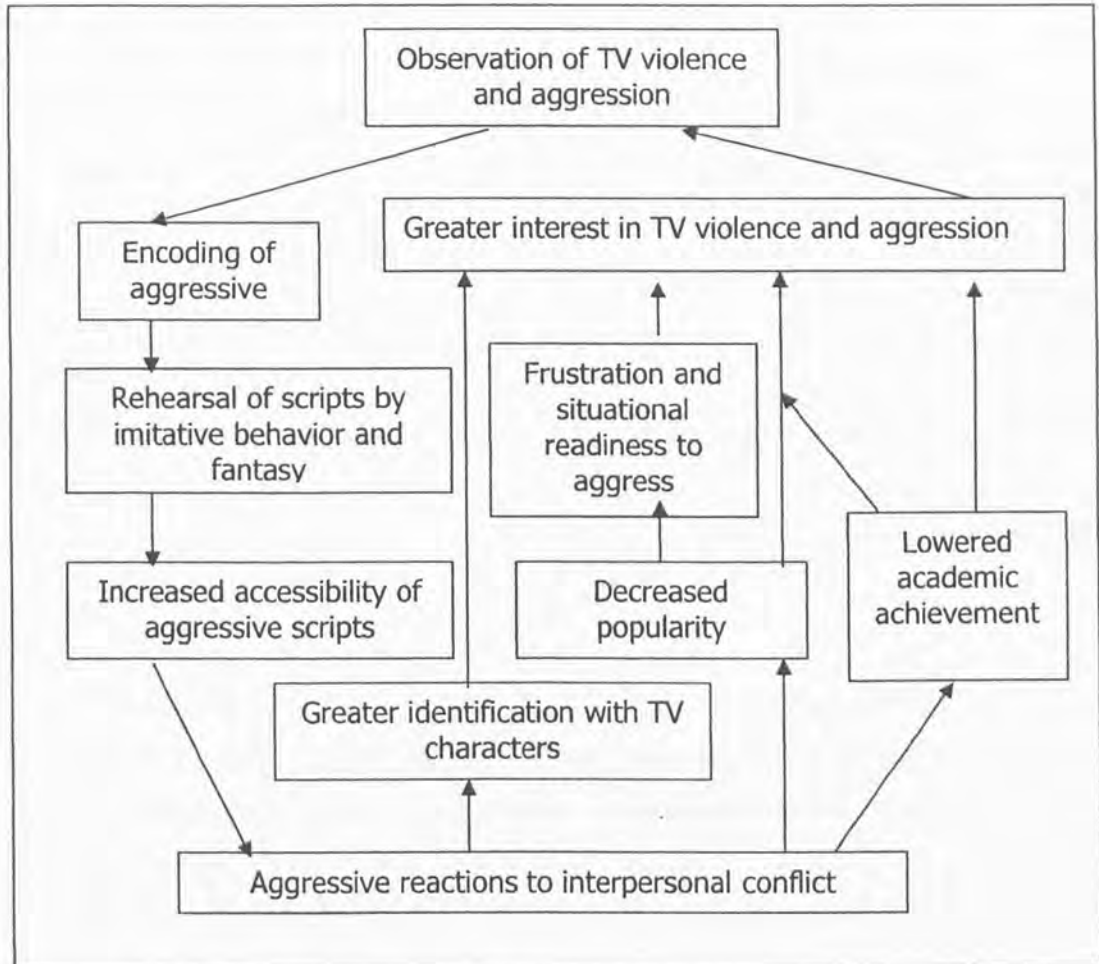 Observation of TV violence
and aggression
Greater interest in TV violence and aggression
Encoding of
aggressive
Rehearsal of scripts by
imitative behavior and
fantasy
Frustration and
situational
readiness to
aggress
Increased accessibility of
aggressive scripts
Decreased
popularity
Lowered
academic
achievement
Greater identification with TV
characters
Aggressive reactions to interpersonal conflict